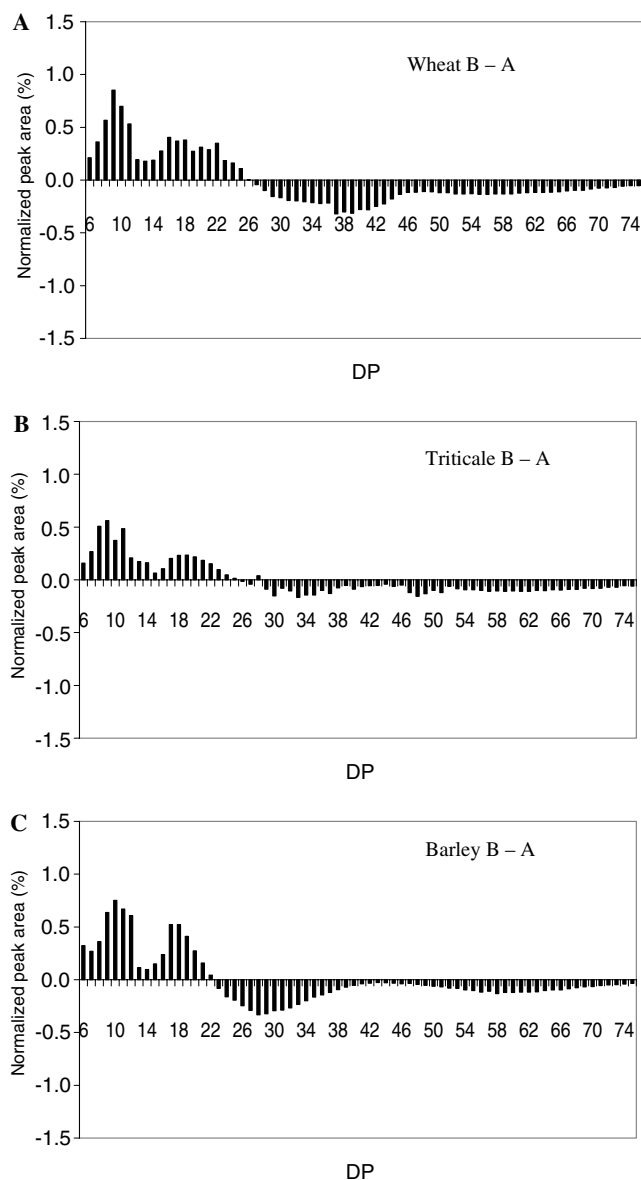 A
Wheat B – A
Normalized peak area (%)
1.5
1.0
0.5
0.0
-0.5
-1.0
-1.5
6 10 14 18 22 26 30 34 38 42 46 50 54 58 62 66 70 74
DP
B
Triticale B – A
Normalized peak area (%)
1.5
1.0
0.5
0.0
-0.5
-1.0
-1.5
6 10 14 18 22 26 30 34 38 42 46 50 54 58 62 66 70 74
DP
C
Barley B – A
Normalized peak area (%)
1.5
1.0
0.5
0.0
-0.5
-1.0
-1.5
6 10 14 18 22 26 30 34 38 42 46 50 54 58 62 66 70 74
DP